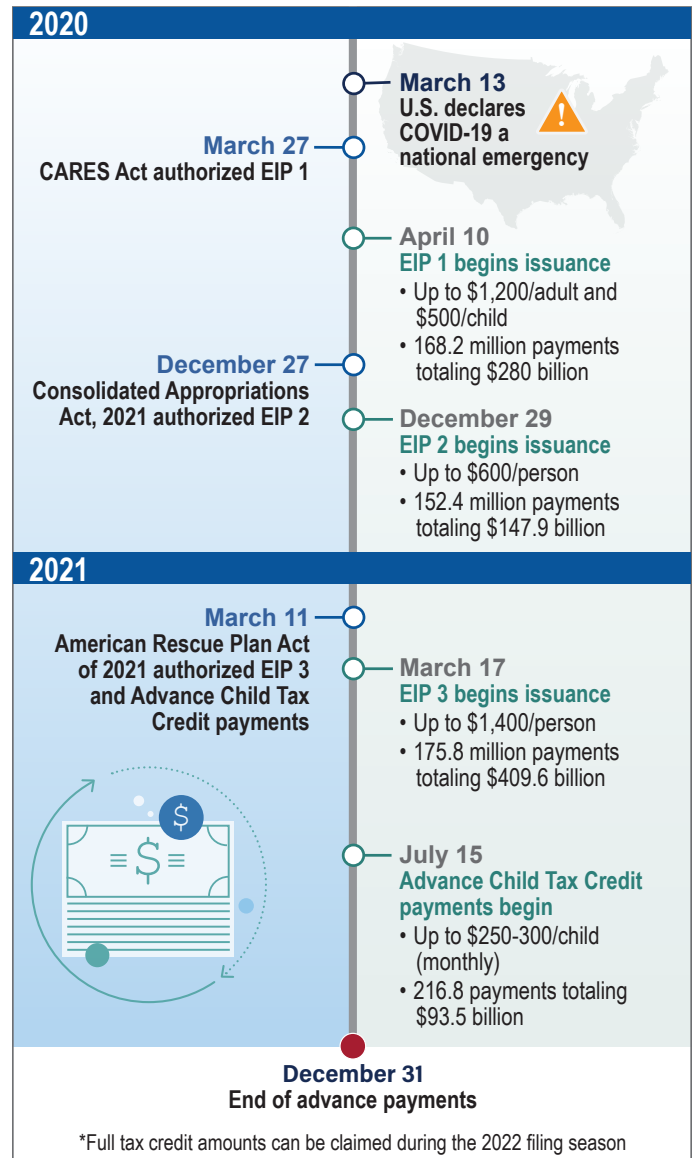 2020
March 13
U.S. declares
COVID-19 a
national emergency
!
March 27
CARES Act authorized EIP 1
April 10
EIP 1 begins issuance
• Up to $1,200/adult and
$500/child
• 168.2 million payments
totaling $280 billion
December 27
Consolidated Appropriations
Act, 2021 authorized EIP 2
December 29
EIP 2 begins issuance
• Up to $600/person
• 152.4 million payments
totaling $147.9 billion
2021
March 11
American Rescue Plan Act
of 2021 authorized EIP 3
and Advance Child Tax
Credit payments
March 17
EIP 3 begins issuance
• Up to $1,400/person
• 175.8 million payments
totaling $409.6 billion
$
=$=
July 15
Advance Child Tax Credit
payments begin
• Up to $250-300/child
(monthly)
• 216.8 payments totaling
$93.5 billion
December 31
End of advance payments
*Full tax credit amounts can be claimed during the 2022 filing season